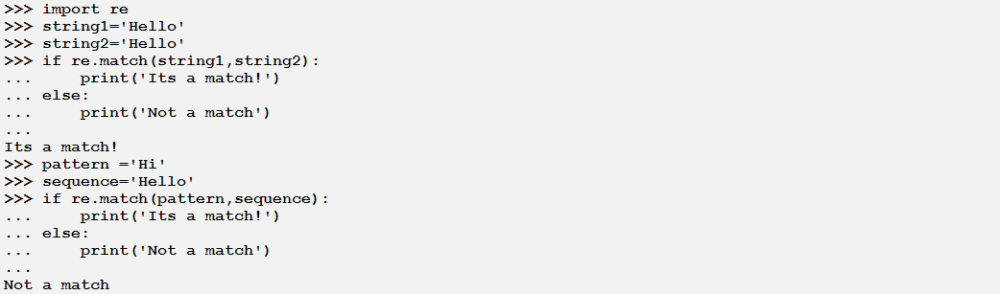 >>> import re
>>> string1='Hello'
>>> string2='Hello'
>>> if re.match(string1,string2):
...     print('Its a match!')
... else:
...     print('Not a match')
...
Its a match!
>>> pattern ='Hi'
>>> sequence='Hello'
>>> if re.match(pattern,sequence):
...     print('Its a match!')
... else:
...     print('Not a match')
...
Not a match